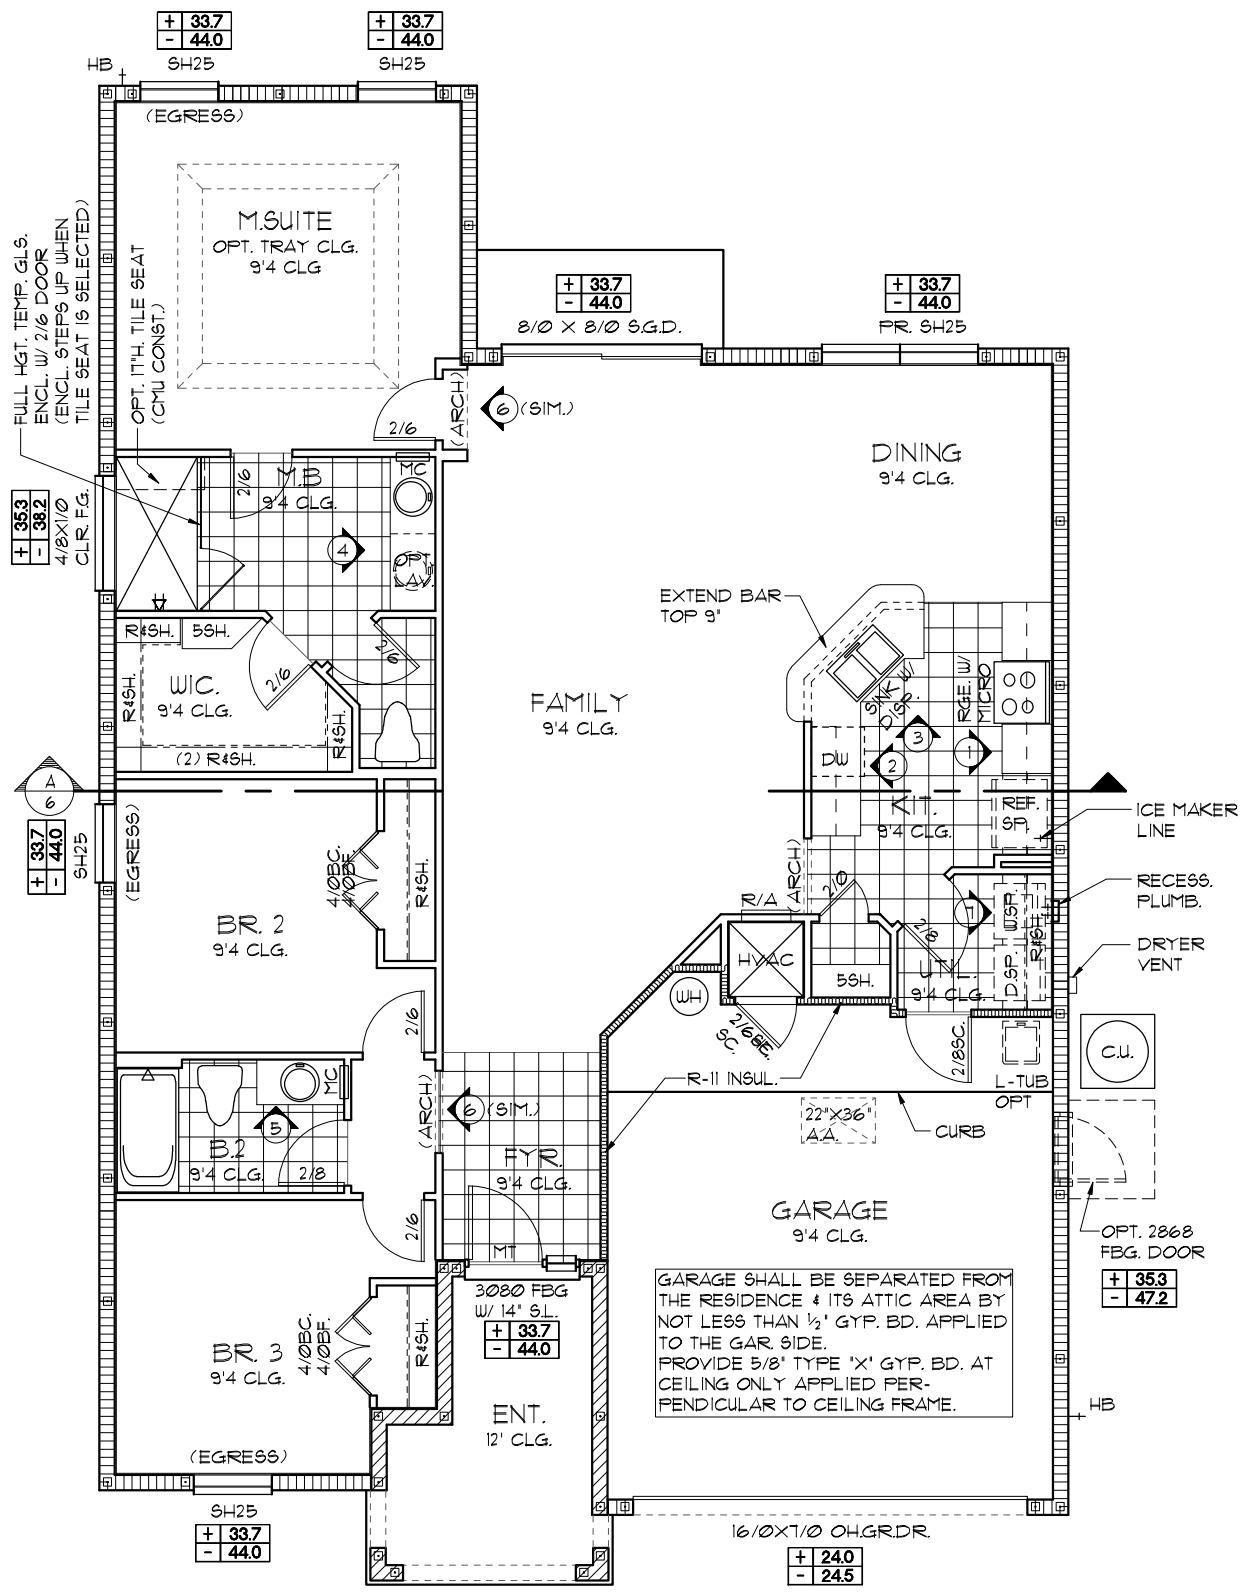 + 33.7
- 44.0
SH25
+ 33.7
- 44.0
SH25
HB
(EGRESS)
M.SUITE
OPT. TRAY CLG.
9'4 CLG
FULL HGT. TEMP. GLS.
ENCL. W/ 2/6 DOOR
(ENCL. STEPS UP WHEN
TILE SEAT IS SELECTED)
OPT. 17"H. TILE SEAT
(CMU CONST.)
+ 33.7
- 44.0
8/0 X 8/0 S.G.D.
+ 33.7
- 44.0
PR. SH25
2/6
(ARCH)
6
(SIM.)
DINING
9'4 CLG.
+ 35.3
- 38.2
4/8X1/0
CLR. F.G.
2/6
M.B
9'4 CLG.
MC
4
OPT.
LAV.
EXTEND BAR
TOP 9"
SINK W/
DISP.
RGE. W/
MICRO
R&SH.
5SH.
2/6
2/6
R&SH.
W.I.C.
9'4 CLG.
R&SH.
(2) R&SH.
FAMILY
9'4 CLG.
DW
3
2
1
KIT.
9'4 CLG.
REF.
SP.
ICE MAKER
LINE
A
6
+ 33.7
- 44.0
SH25
(EGRESS)
4/0BC.
4/0BF.
R&SH.
BR. 2
9'4 CLG.
(ARCH)
2/0
R/A
1
W.SP.
D.SP.
R&SH.
RECESS.
PLUMB.
2/8
UTI.
9'4 CLG.
DRYER
VENT
HVAC
5SH.
WH
2/6BE.
SC.
2/8SC.
R-11 INSUL.
L-TUB
OPT
C.U.
2/6
MC
5
B.2
9'4 CLG.
2/8
(ARCH)
6
(SIM.)
FYR.
9'4 CLG.
22"X36"
A.A.
CURB
2/6
MT
GARAGE
9'4 CLG.
OPT. 2868
FBG. DOOR
+ 35.3
- 47.2
3080 FBG
W/ 14" S.L.
+ 33.7
- 44.0
GARAGE SHALL BE SEPARATED FROM
THE RESIDENCE & ITS ATTIC AREA BY
NOT LESS THAN ½" GYP. BD. APPLIED
TO THE GAR. SIDE.
PROVIDE 5/8" TYPE "X" GYP. BD. AT
CEILING ONLY APPLIED PER-
PENDICULAR TO CEILING FRAME.
BR. 3
9'4 CLG.
4/0BC.
4/0BF.
R&SH.
ENT.
12' CLG.
HB
(EGRESS)
SH25
+ 33.7
- 44.0
16/0X7/0 OH.GR.DR.
+ 24.0
- 24.5